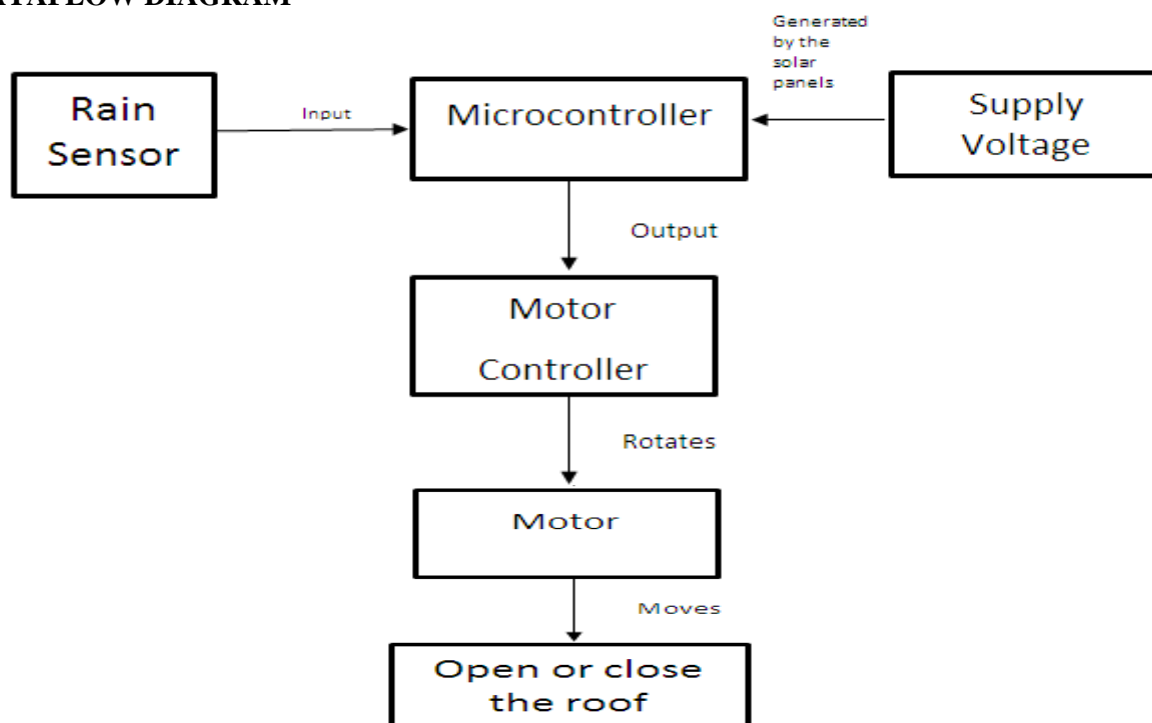 DIAGRAM
Generated
by the
solar
panels
Rain
Sensor
Input
Microcontroller
Supply
Voltage
Output
Motor
Controller
Rotates
Motor
Moves
Open or close
the roof